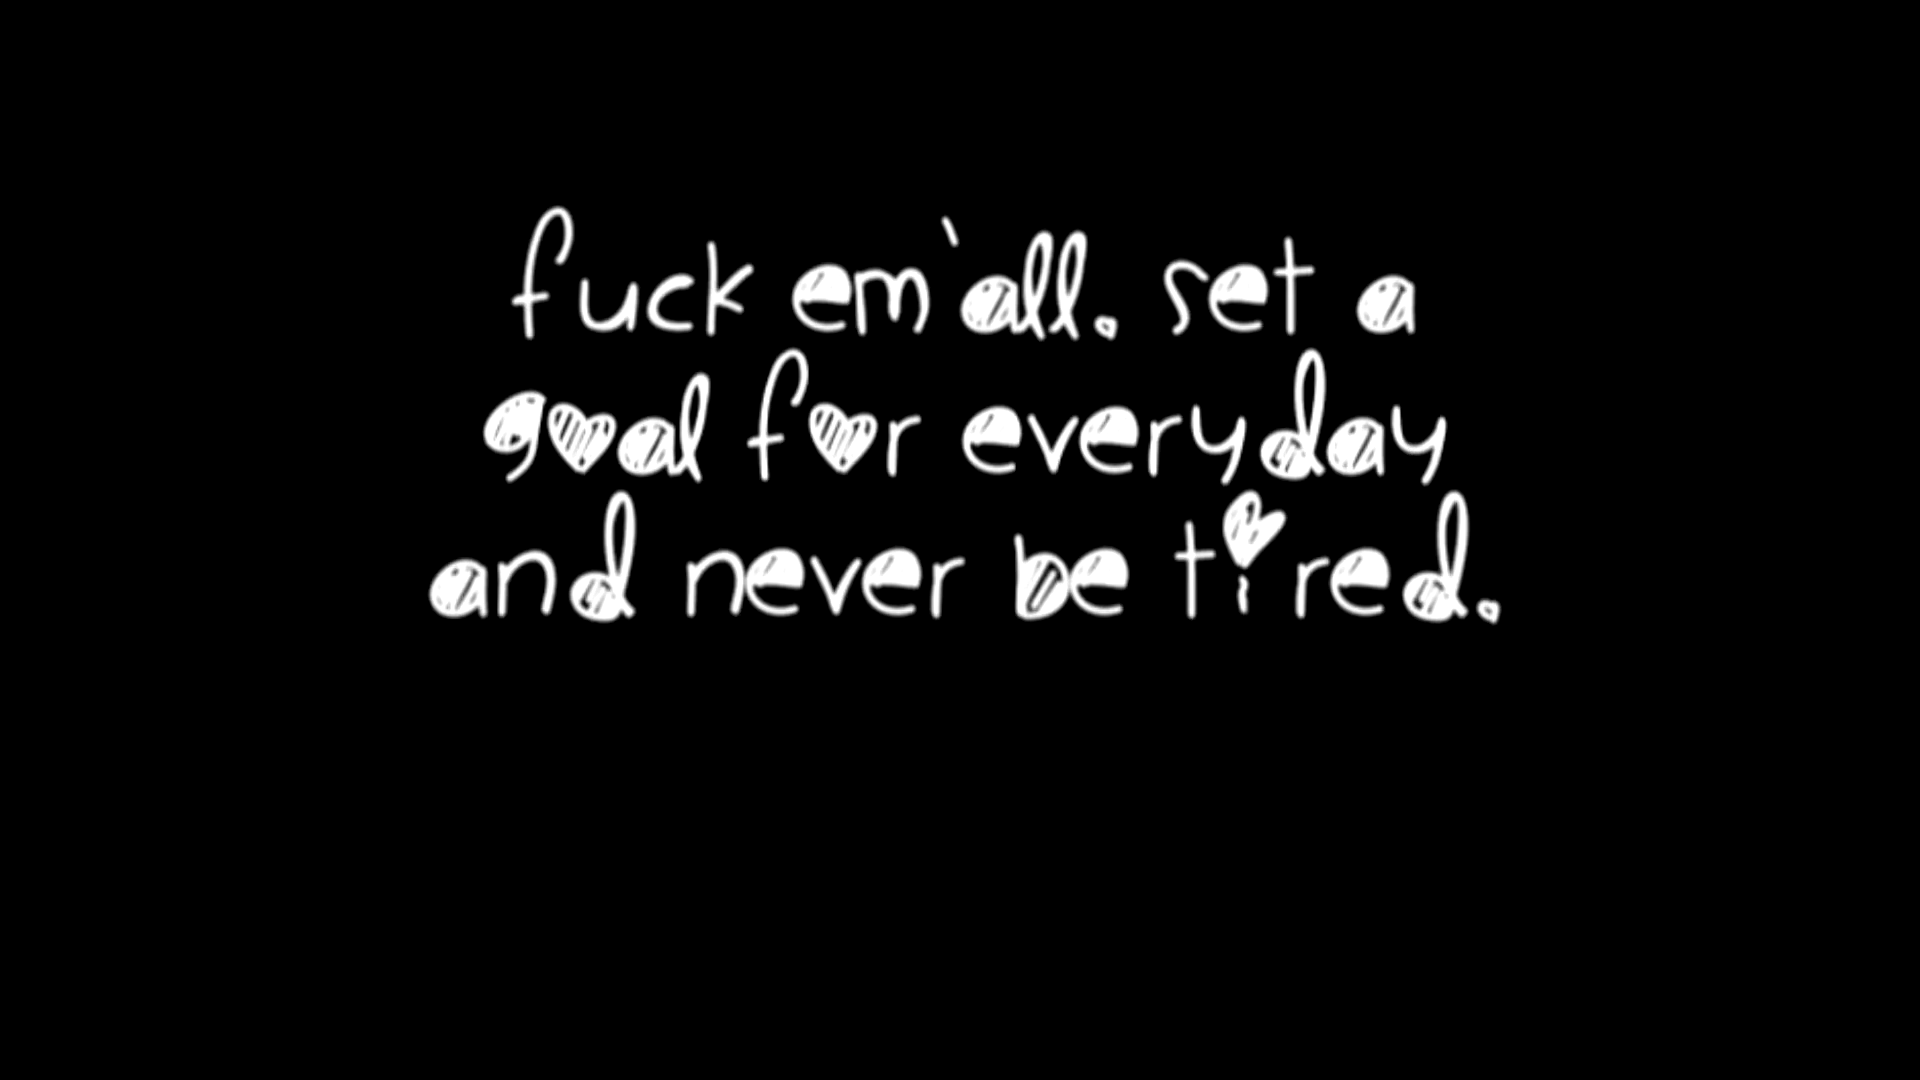 fuck em`all. set a
goal for everyday
and never be tired.